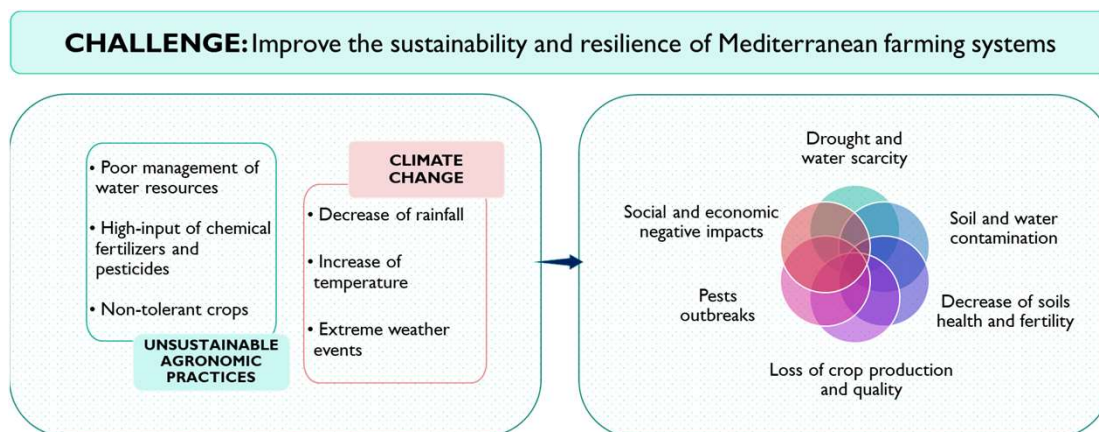 CHALLENGE: Improve the sustainability and resilience of Mediterranean farming systems
• Poor management of
water resources
• High-input of chemical
fertilizers and
pesticides
• Non-tolerant crops
UNSUSTAINABLE
AGRONOMIC
PRACTICES
CLIMATE
CHANGE
• Decrease of rainfall
• Increase of
temperature
• Extreme weather
events
Drought and
water scarcity
Social and economic
negative impacts
Soil and water
contamination
Pests
outbreaks
Decrease of soils
health and fertility
Loss of crop production
and quality